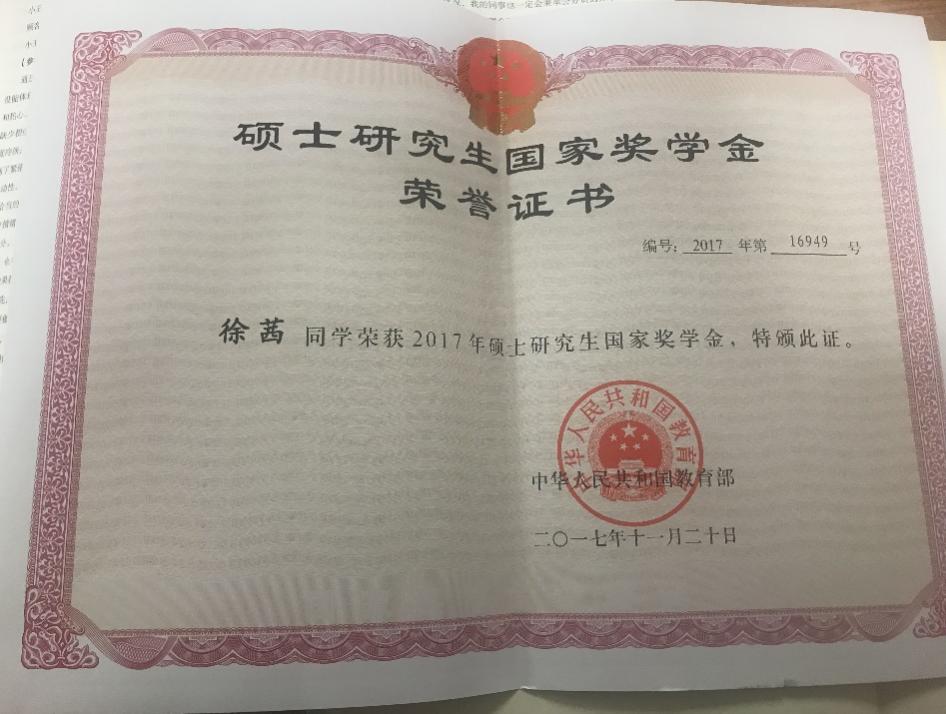 硕士研究生国家奖学金
荣誉证书
编号: 2017 年第 16949 号
徐茜 同学荣获2017年硕士研究生国家奖学金，特颁此证。
中华人民共和国教育部
中华人民共和国教育部
二〇一七年十一月二十日